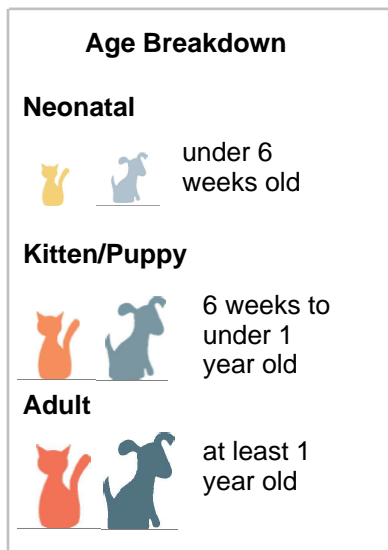 Age Breakdown
Neonatal
under 6
weeks old
Kitten/Puppy
6 weeks to
under 1
year old
Adult
at least 1
year old